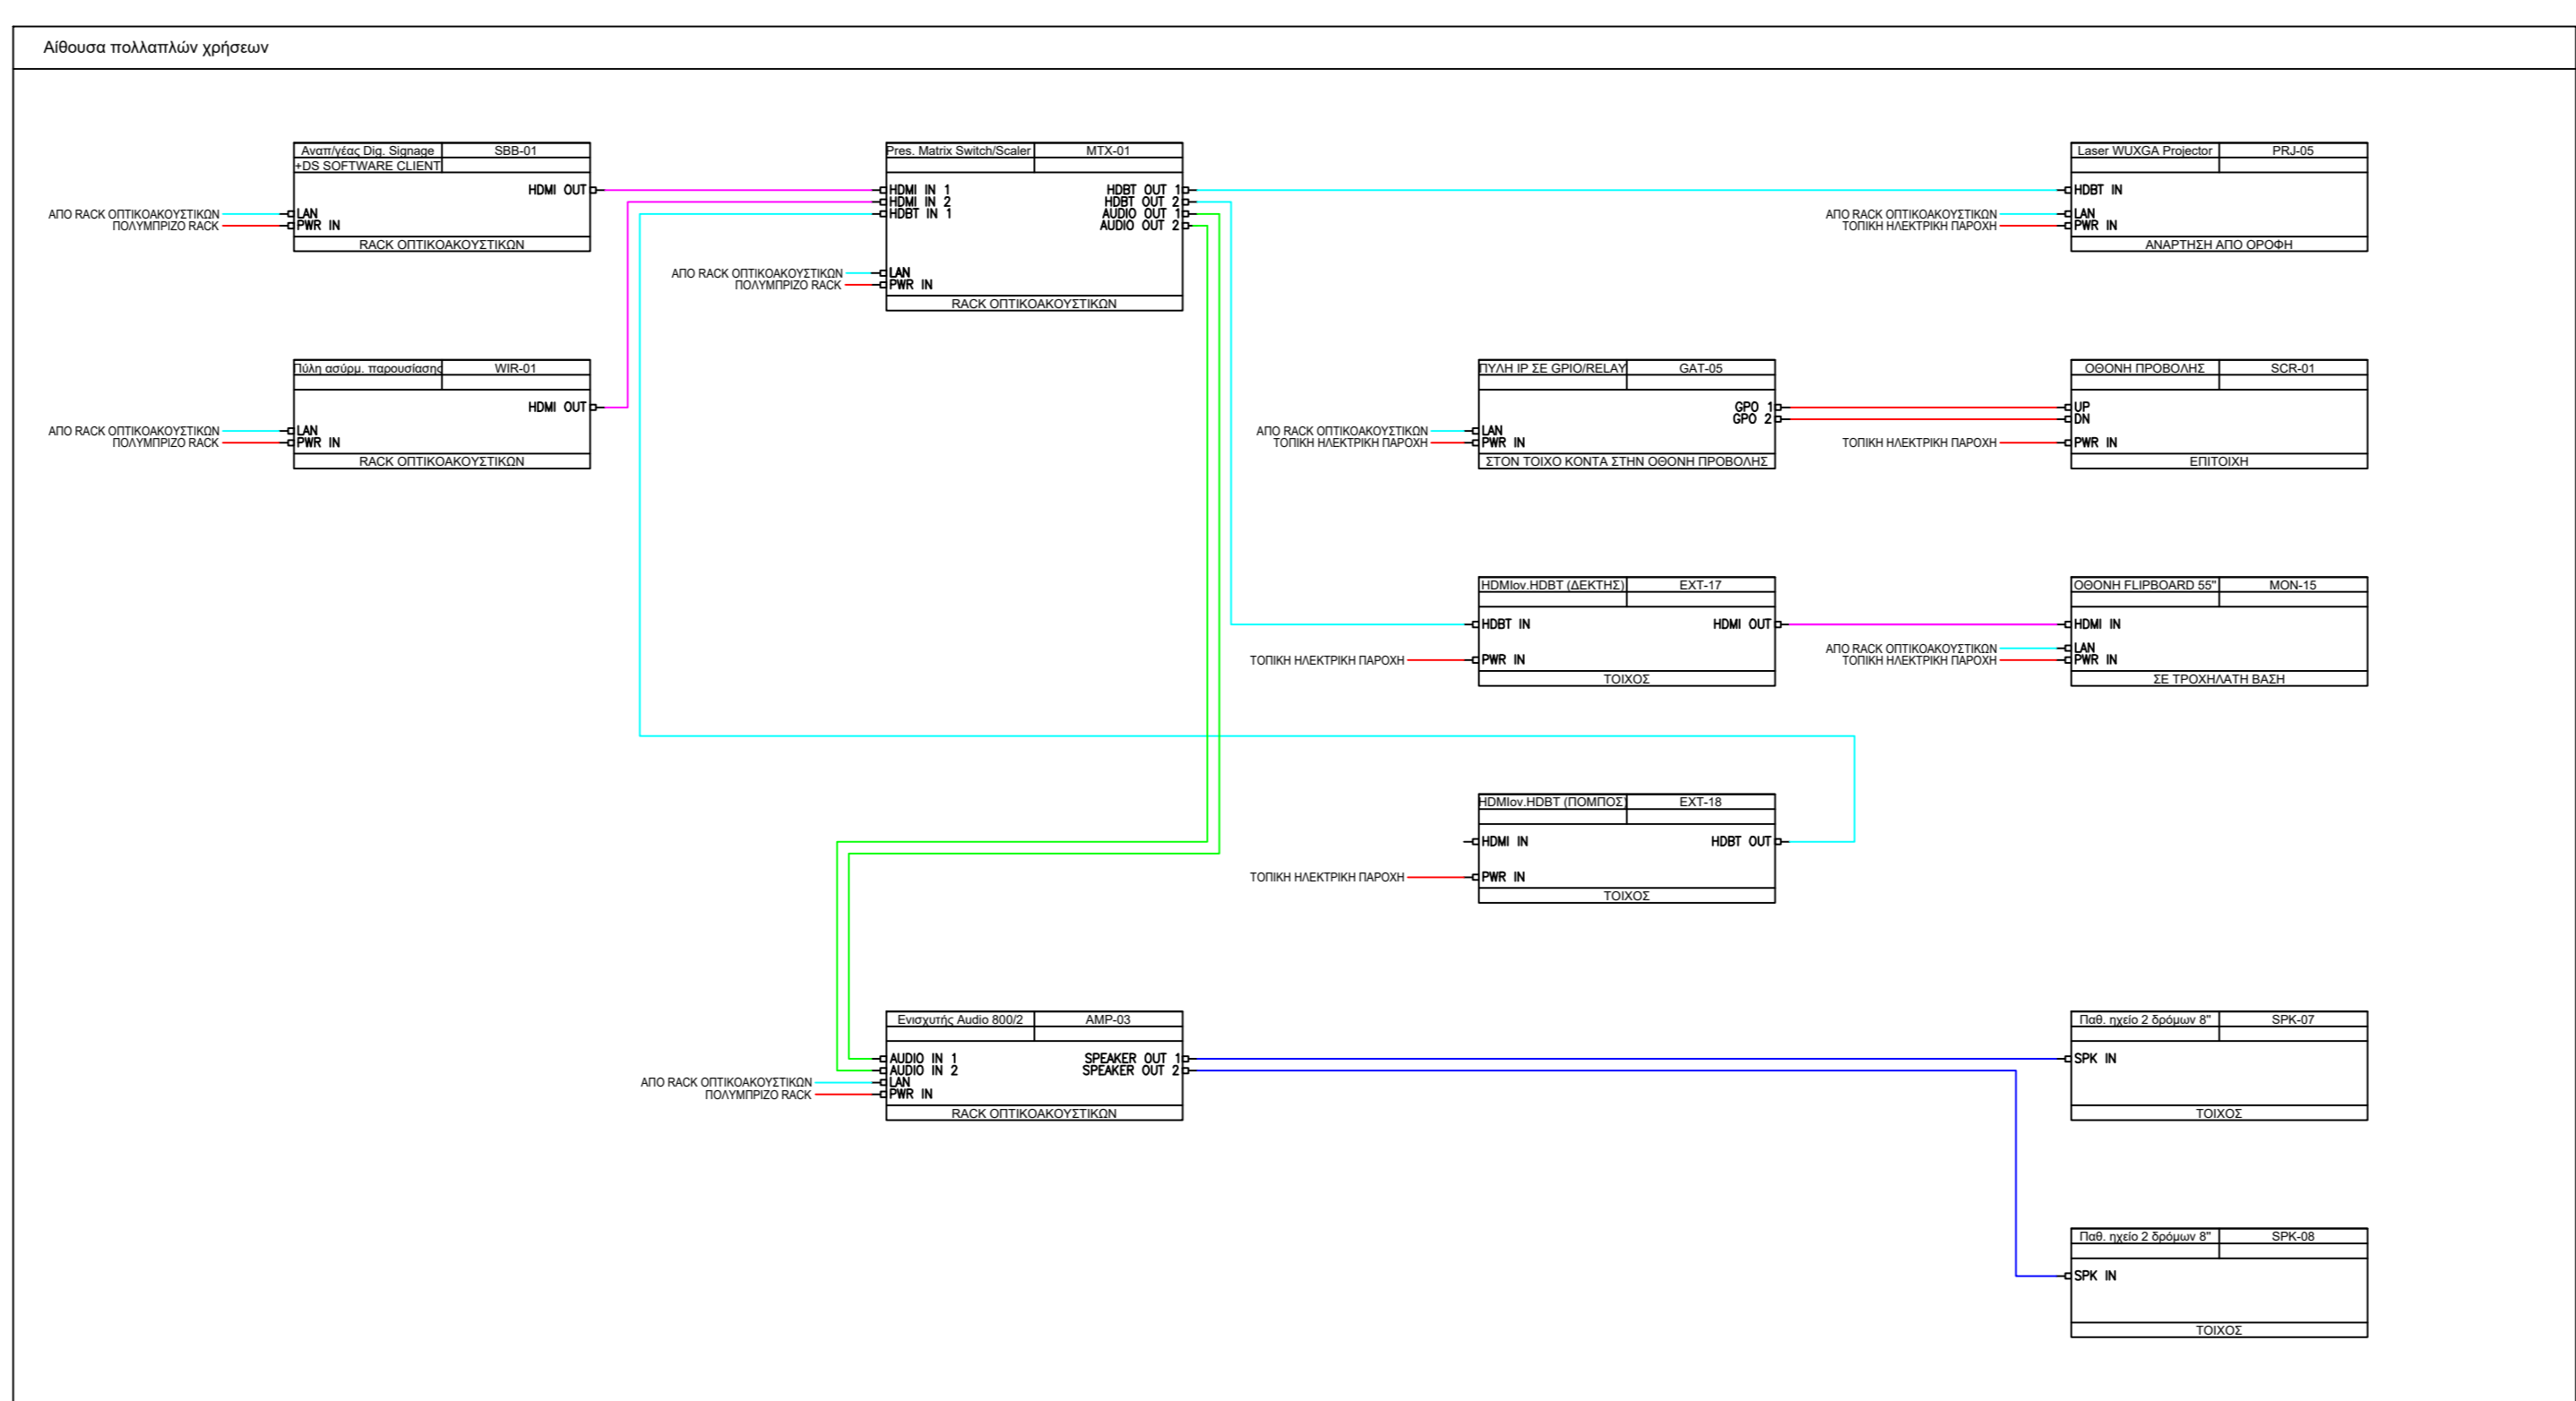 Αίθουσα πολλαπλών χρήσεων
Αναπ/γέας Dig. Signage SBB-01
+DS SOFTWARE CLIENT
HDMI OUT
ΑΠΟ RACK ΟΠΤΙΚΟΑΚΟΥΣΤΙΚΩΝ LAN
ΠΟΛΥΜΠΡΙΖΟ RACK PWR IN
RACK ΟΠΤΙΚΟΑΚΟΥΣΤΙΚΩΝ
Pres. Matrix Switch/Scaler MTX-01
HDMI IN 1 HDBT OUT 1
HDMI IN 2 HDBT OUT 2
HDBT IN 1 AUDIO OUT 1
AUDIO OUT 2
ΑΠΟ RACK ΟΠΤΙΚΟΑΚΟΥΣΤΙΚΩΝ LAN
ΠΟΛΥΜΠΡΙΖΟ RACK PWR IN
RACK ΟΠΤΙΚΟΑΚΟΥΣΤΙΚΩΝ
Laser WUXGA Projector PRJ-05
HDBT IN
ΑΠΟ RACK ΟΠΤΙΚΟΑΚΟΥΣΤΙΚΩΝ LAN
ΤΟΠΙΚΗ ΗΛΕΚΤΡΙΚΗ ΠΑΡΟΧΗ PWR IN
ΑΝΑΡΤΗΣΗ ΑΠΟ ΟΡΟΦΗ
Πύλη ασύρμ. παρουσίασης WIR-01
HDMI OUT
ΑΠΟ RACK ΟΠΤΙΚΟΑΚΟΥΣΤΙΚΩΝ LAN
ΠΟΛΥΜΠΡΙΖΟ RACK PWR IN
RACK ΟΠΤΙΚΟΑΚΟΥΣΤΙΚΩΝ
ΠΥΛΗ IP ΣΕ GPIO/RELAY GAT-05
GPO 1
GPO 2
ΑΠΟ RACK ΟΠΤΙΚΟΑΚΟΥΣΤΙΚΩΝ LAN
ΤΟΠΙΚΗ ΗΛΕΚΤΡΙΚΗ ΠΑΡΟΧΗ PWR IN
ΣΤΟΝ ΤΟΙΧΟ ΚΟΝΤΑ ΣΤΗΝ ΟΘΟΝΗ ΠΡΟΒΟΛΗΣ
ΟΘΟΝΗ ΠΡΟΒΟΛΗΣ SCR-01
UP
DN
ΤΟΠΙΚΗ ΗΛΕΚΤΡΙΚΗ ΠΑΡΟΧΗ PWR IN
ΕΠΙΤΟΙΧΗ
HDMIov.HDBT (ΔΕΚΤΗΣ) EXT-17
HDBT IN HDMI OUT
ΤΟΠΙΚΗ ΗΛΕΚΤΡΙΚΗ ΠΑΡΟΧΗ PWR IN
ΤΟΙΧΟΣ
ΟΘΟΝΗ FLIPBOARD 55" MON-15
HDMI IN
ΑΠΟ RACK ΟΠΤΙΚΟΑΚΟΥΣΤΙΚΩΝ LAN
ΤΟΠΙΚΗ ΗΛΕΚΤΡΙΚΗ ΠΑΡΟΧΗ PWR IN
ΣΕ ΤΡΟΧΗΛΑΤΗ ΒΑΣΗ
HDMIov.HDBT (ΠΟΜΠΟΣ) EXT-18
HDMI IN HDBT OUT
ΤΟΠΙΚΗ ΗΛΕΚΤΡΙΚΗ ΠΑΡΟΧΗ PWR IN
ΤΟΙΧΟΣ
Ενισχυτής Audio 800/2 AMP-03
AUDIO IN 1 SPEAKER OUT 1
AUDIO IN 2 SPEAKER OUT 2
ΑΠΟ RACK ΟΠΤΙΚΟΑΚΟΥΣΤΙΚΩΝ LAN
ΠΟΛΥΜΠΡΙΖΟ RACK PWR IN
RACK ΟΠΤΙΚΟΑΚΟΥΣΤΙΚΩΝ
Παθ. ηχείο 2 δρόμων 8" SPK-07
SPK IN
ΤΟΙΧΟΣ
Παθ. ηχείο 2 δρόμων 8" SPK-08
SPK IN
ΤΟΙΧΟΣ